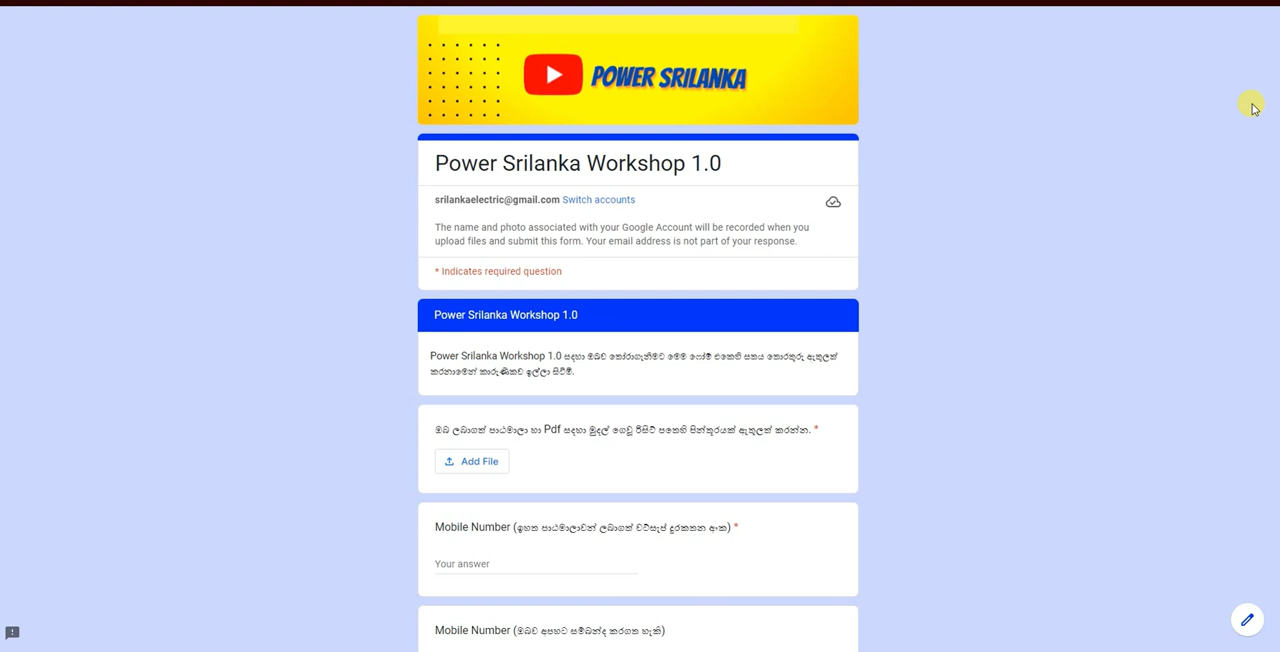 POWER SRILANKA
Power Srilanka Workshop 1.0
srilankaelectric@gmail.com Switch accounts
The name and photo associated with your Google Account will be recorded when you
upload files and submit this form. Your email address is not part of your response.
* Indicates required question
Power Srilanka Workshop 1.0
Power Srilanka Workshop 1.0 සඳහා ඔබව තෝරාගැනීමට මෙම ෆෝම් එකෙහි සත්‍ය තොරතුරු ඇතුලත්
කරනාමෙන් කාරුණිකව ඉල්ලා සිටිමි.
ඔබ ලබාගත් පාඨමාලා හා Pdf සඳහා මුදල් ගෙවූ රිසිට් පතෙහි පින්තූරයක් ඇතුලත් කරන්න. *
Add File
Mobile Number (ඉහත පාඨමාලාවන් ලබාගත් වට්සැප් දුරකතන අංක) *
Your answer
Mobile Number (ඔබව අපහට සම්බන්ද කරගත හැකි)